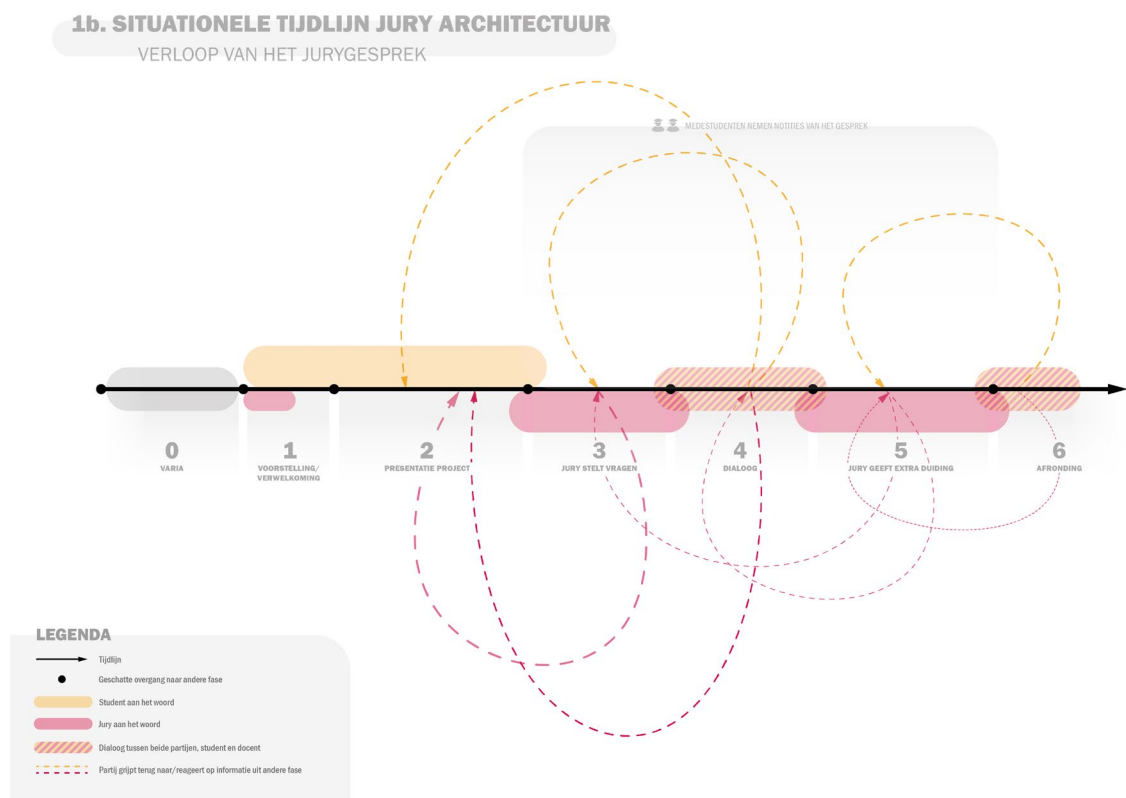 1b. SITUATIONELE TIJDLIJN JURY ARCHITECTUUR
VERLOOP VAN HET JURYGESPREK
MEDESTUDENTEN NEMEN NOTITIES VAN HET GESPREK
0
VARIA
1
VOORSTELLING/
VERWELKOMING
2
PRESENTATIE PROJECT
3
JURY STELT VRAGEN
4
DIALOOG
5
JURY GEEFT EXTRA DUIDING
6
AFRONDING
LEGENDA
Tijdlijn
Geschatte overgang naar andere fase
Student aan het woord
Jury aan het woord
Dialoog tussen beide partijen, student en docent
Partij grijpt terug naar/reageert op informatie uit andere fase